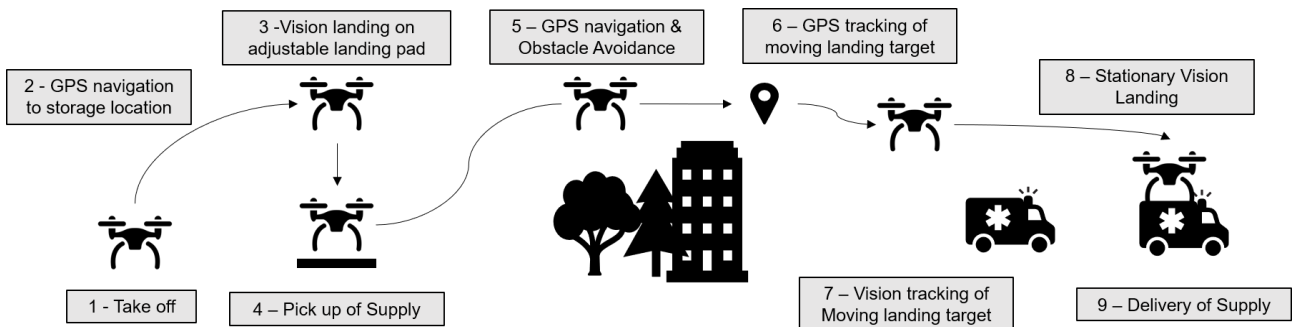 1 - Take off
2 - GPS navigation
to storage location
3 -Vision landing on
adjustable landing pad
4 – Pick up of Supply
5 – GPS navigation &
Obstacle Avoidance
6 – GPS tracking of
moving landing target
7 – Vision tracking of
Moving landing target
8 – Stationary Vision
Landing
9 – Delivery of Supply